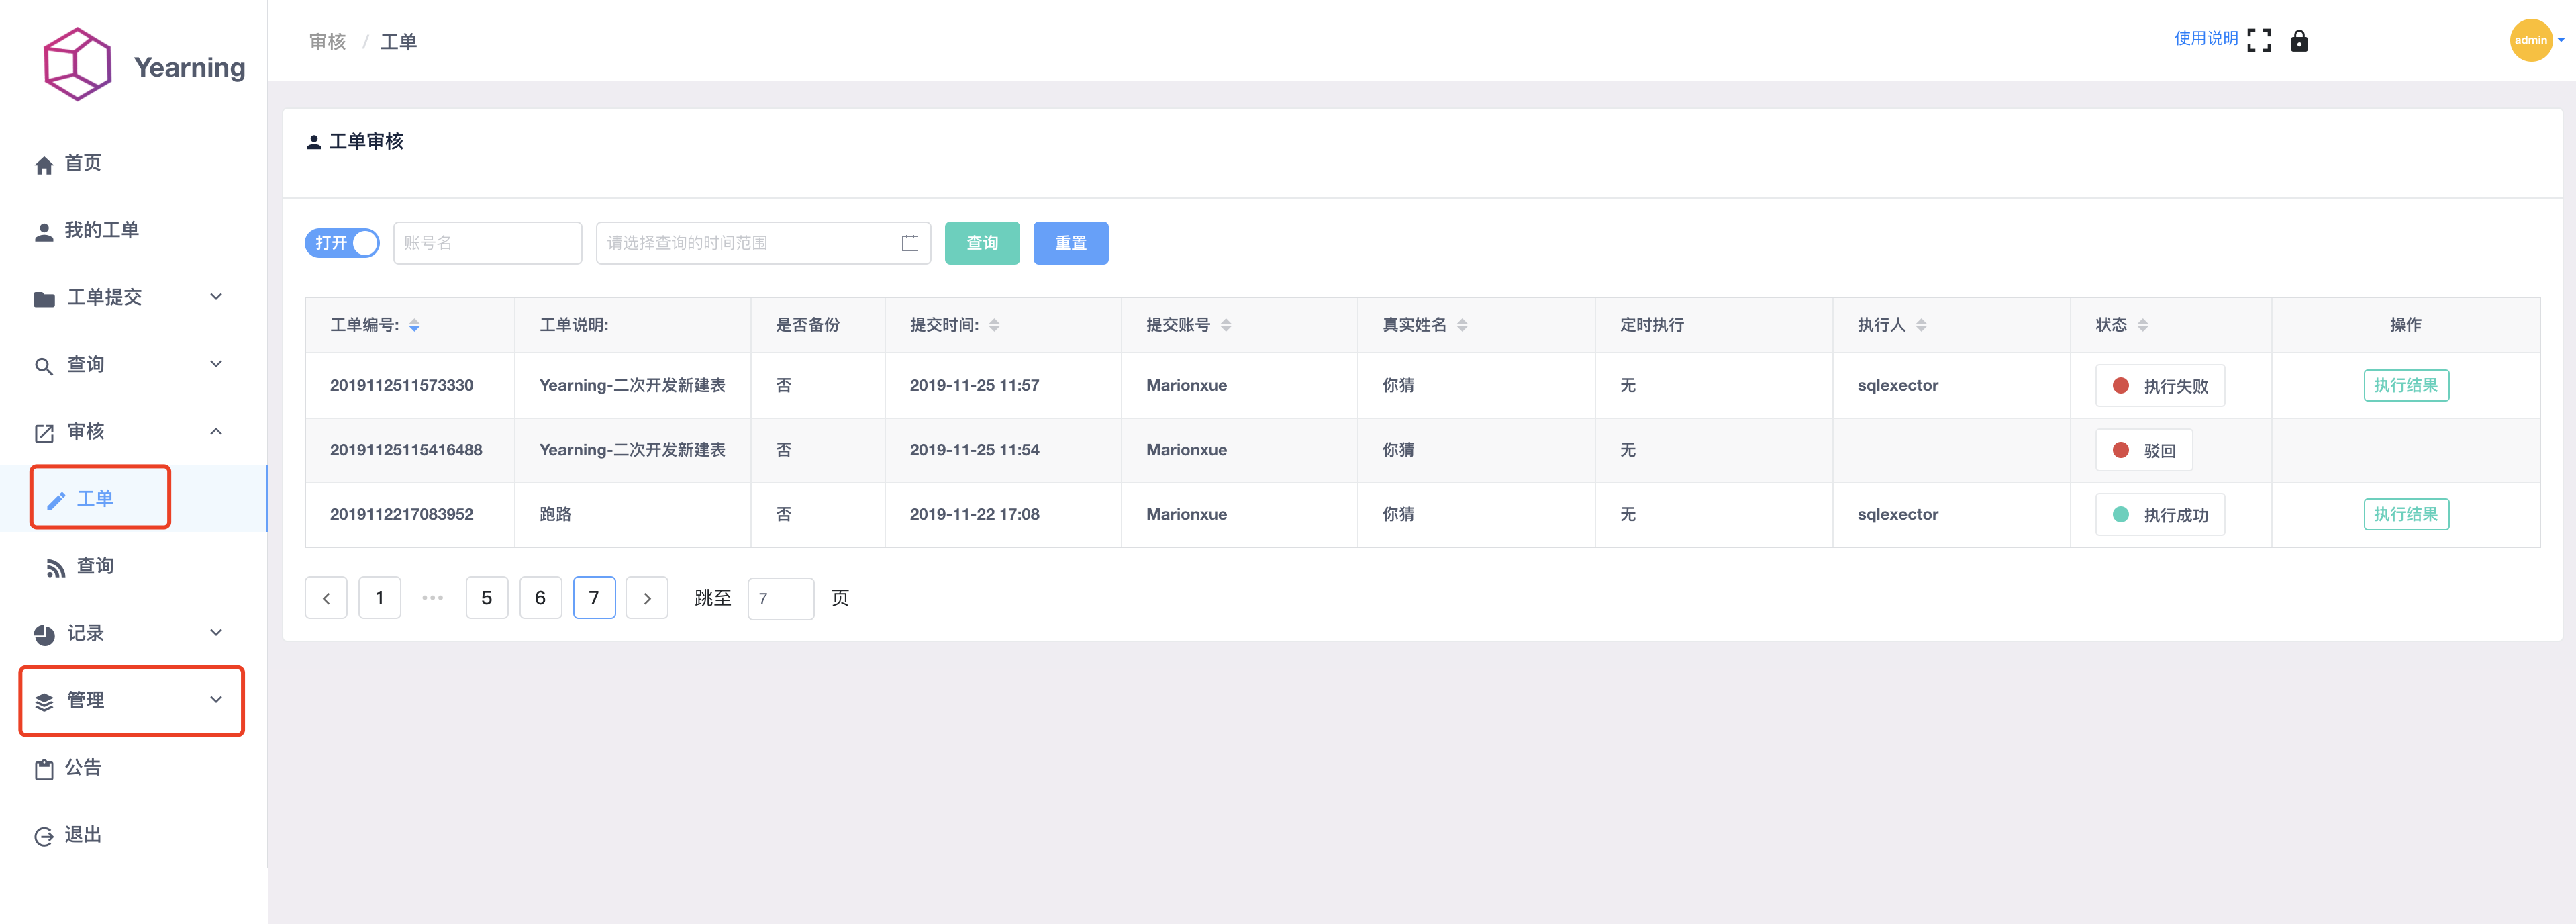 Yearning
首页
我的工单
工单提交
查询
审核
工单
查询
记录
管理
公告
退出
审核 / 工单
使用说明
admin
工单审核
打开 账号名 请选择查询的时间范围 查询 重置
工单编号: 工单说明: 是否备份 提交时间: 提交账号 真实姓名 定时执行 执行人 状态 操作
2019112511573330 Yearning-二次开发新建表 否 2019-11-25 11:57 Marionxue 你猜 无 sqlexector 执行失败 执行结果
20191125115416488 Yearning-二次开发新建表 否 2019-11-25 11:54 Marionxue 你猜 无 驳回
2019112217083952 跑路 否 2019-11-22 17:08 Marionxue 你猜 无 sqlexector 执行成功 执行结果
1 ••• 5 6 7 跳至 7 页